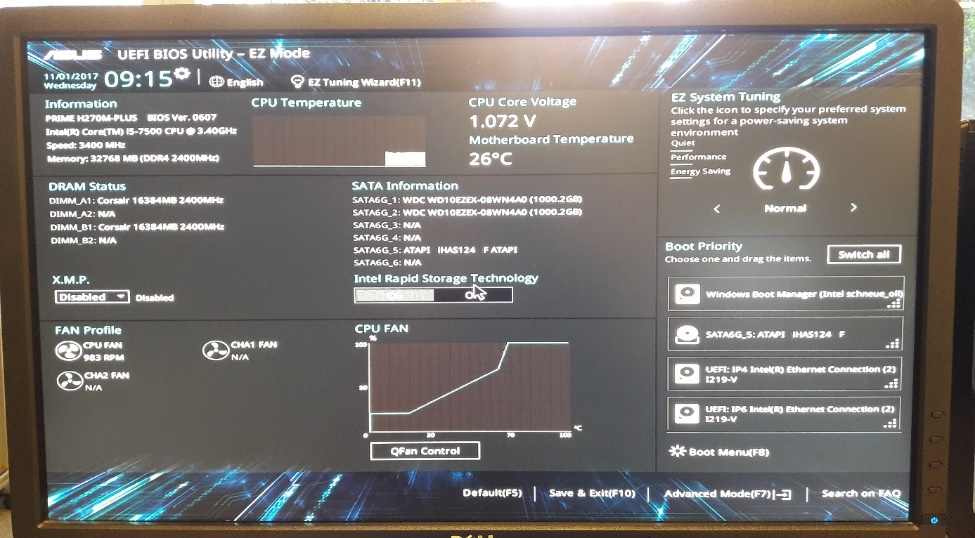 ASUS UEFI BIOS Utility – EZ Mode
11/01/2017
Wednesday
09:15
English
EZ Tuning Wizard(F11)
Information
PRIME H270M-PLUS BIOS Ver. 0607
Intel(R) Core(TM) i5-7500 CPU @ 3.40GHz
Speed: 3400 MHz
Memory: 32768 MB (DDR4 2400MHz)
CPU Temperature
CPU Core Voltage
1.072 V
Motherboard Temperature
26°C
EZ System Tuning
Click the icon to specify your preferred system
settings for a power-saving system
environment
Quiet
Performance
Energy Saving
< Normal >
DRAM Status
DIMM_A1: Corsair 16384MB 2400MHz
DIMM_A2: N/A
DIMM_B1: Corsair 16384MB 2400MHz
DIMM_B2: N/A
SATA Information
SATA6G_1: WDC WD10EZEX-08WN4A0 (1000.2GB)
SATA6G_2: WDC WD10EZEX-08WN4A0 (1000.2GB)
SATA6G_3: N/A
SATA6G_4: N/A
SATA6G_5: ATAPI IHAS124 F ATAPI
SATA6G_6: N/A
X.M.P.
Disabled Disabled
Intel Rapid Storage Technology
FAN Profile
CPU FAN
983 RPM
CHA1 FAN
N/A
CHA2 FAN
N/A
CPU FAN
%
100
50
0 30 70 100 °C
QFan Control
Boot Priority
Choose one and drag the items.
Switch all
Windows Boot Manager (Intel schneue_oll)
SATA6G_5: ATAPI IHAS124 F
UEFI: IP4 Intel(R) Ethernet Connection (2)
I219-V
UEFI: IP6 Intel(R) Ethernet Connection (2)
I219-V
Boot Menu(F8)
Default(F5)
Save & Exit(F10)
Advanced Mode(F7)
Search on FAQ